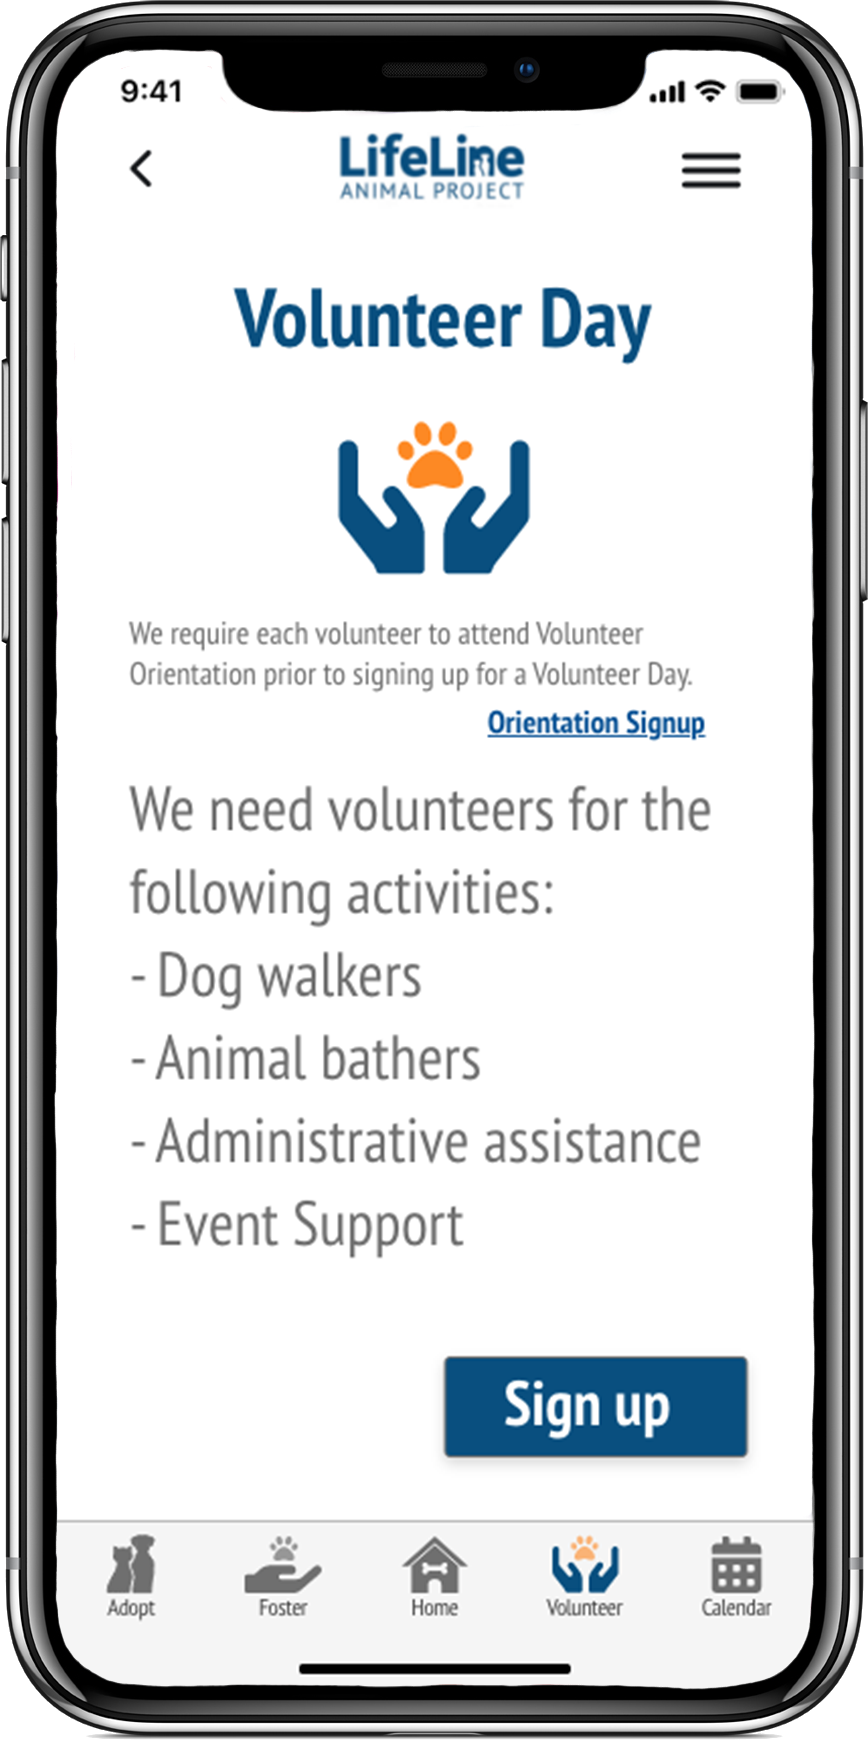 9:41
LifeLine
ANIMAL PROJECT
Volunteer Day
We require each volunteer to attend Volunteer
Orientation prior to signing up for a Volunteer Day.
Orientation Signup
We need volunteers for the
following activities:
- Dog walkers
- Animal bathers
- Administrative assistance
- Event Support
Sign up
Adopt
Foster
Home
Volunteer
Calendar